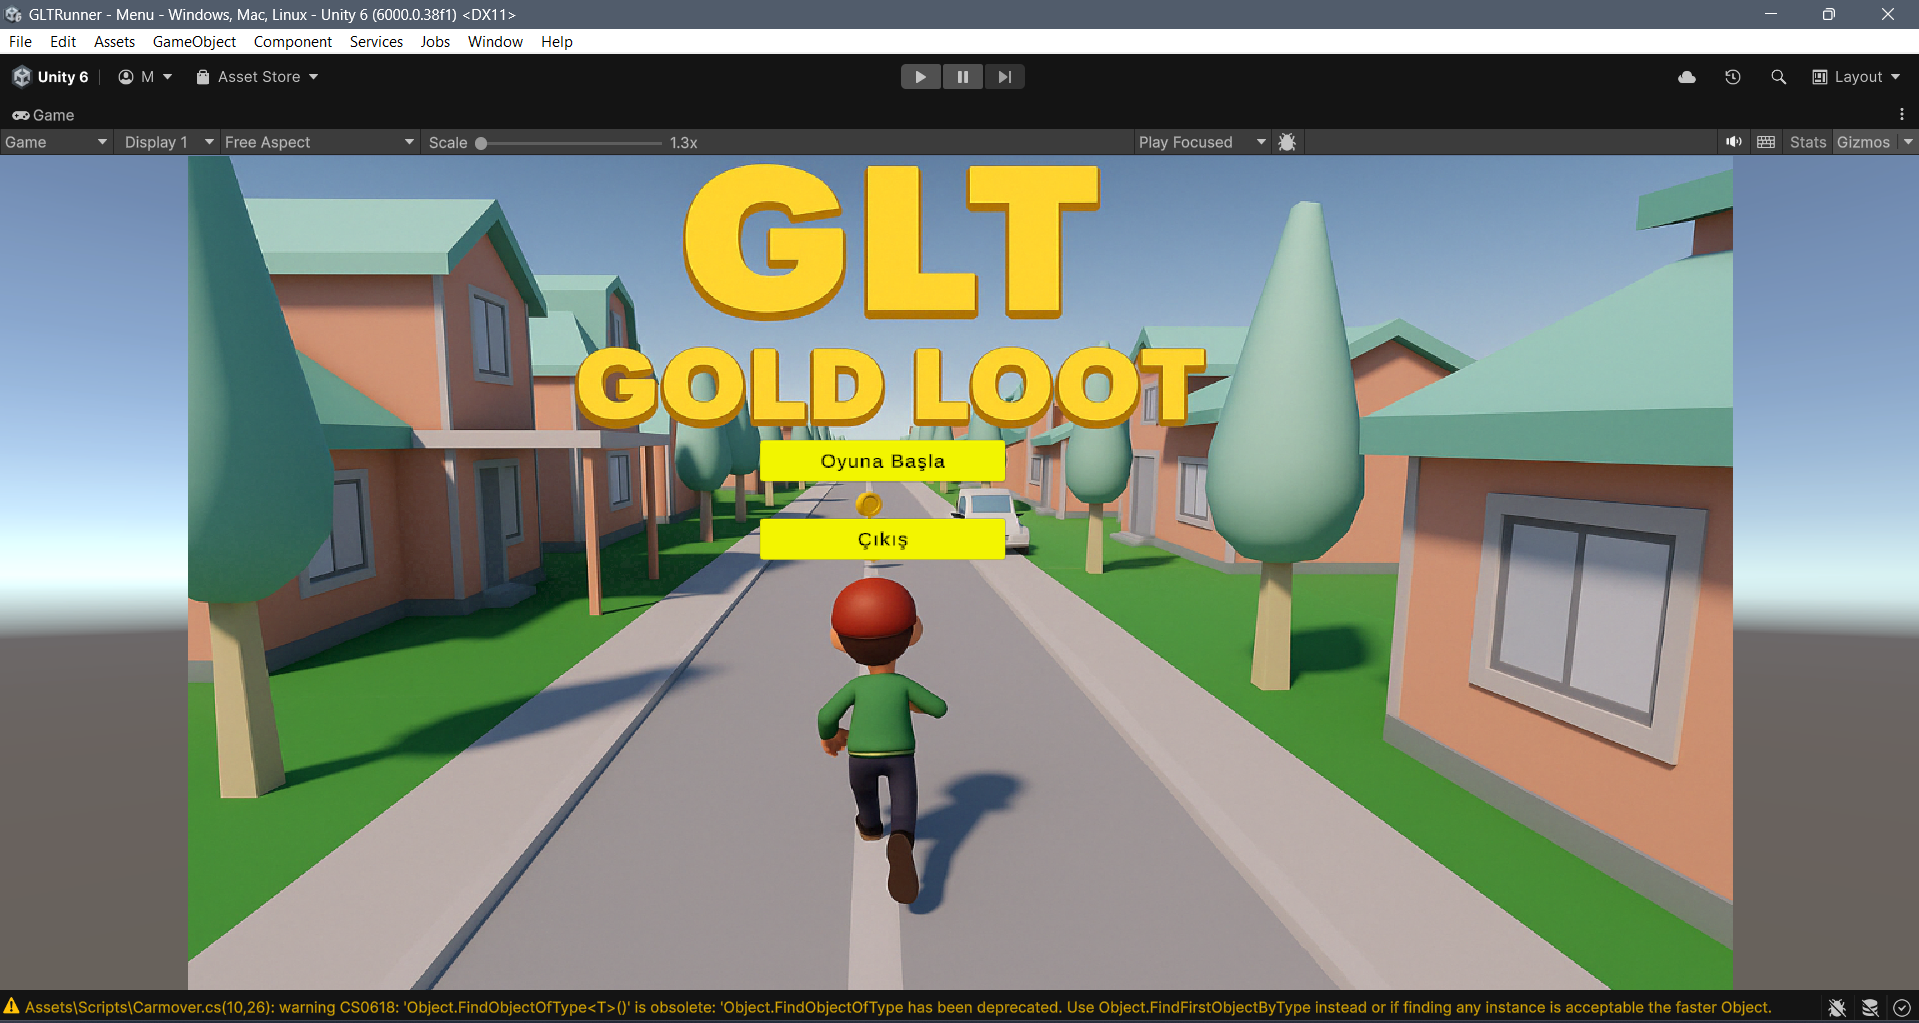 GLTRunner - Menu - Windows, Mac, Linux - Unity 6 (6000.0.38f1) <DX11>
File Edit Assets GameObject Component Services Jobs Window Help
Unity 6 M Asset Store Layout
Game
Game Display 1 Free Aspect Scale 1.3x Play Focused Stats Gizmos
GLT
GOLD LOOT
Oyuna Başla
Çıkış
Assets\Scripts\Carmover.cs(10,26): warning CS0618: 'Object.FindObjectOfType<T>()' is obsolete: 'Object.FindObjectOfType has been deprecated. Use Object.FindFirstObjectByType instead or if finding any instance is acceptable the faster Object.